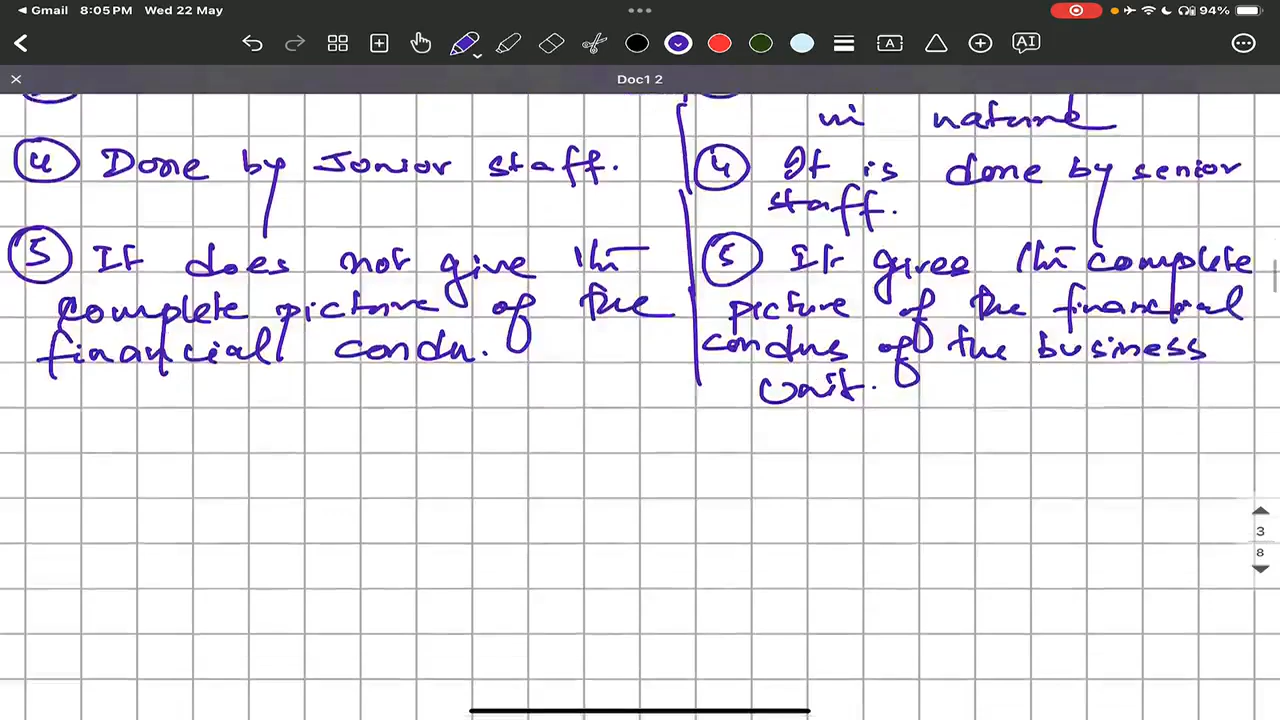 Gmail 8:05 PM Wed 22 May 94%
A AI
Doc1 2
④ Done by Junior staff.
⑤ It does not give the
complete picture of the
financial condn.
in nature
④ It is done by senior
staff.
⑤ It gives the complete
picture of the financial
condns of the business
unit.
3
8